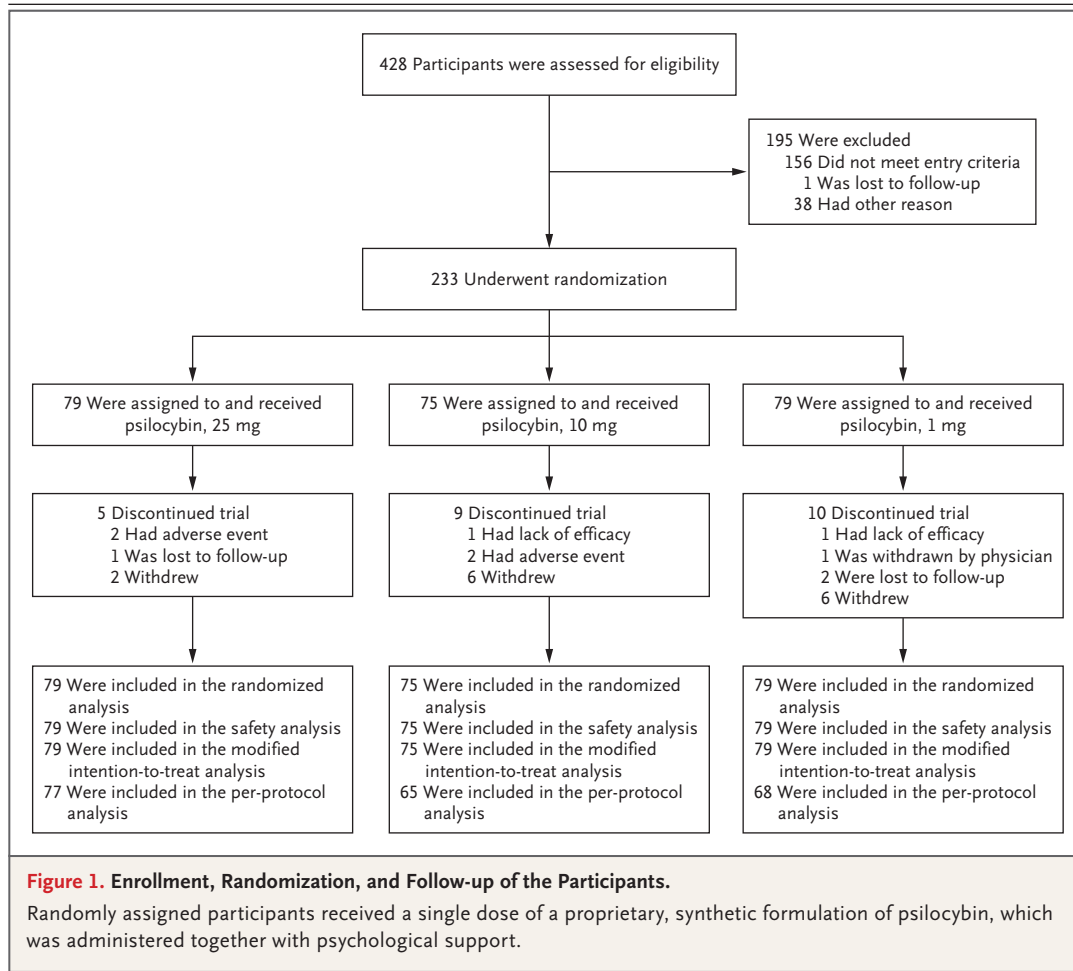 428 Participants were assessed for eligibility
195 Were excluded
156 Did not meet entry criteria
1 Was lost to follow-up
38 Had other reason
233 Underwent randomization
79 Were assigned to and received
psilocybin, 25 mg
75 Were assigned to and received
psilocybin, 10 mg
79 Were assigned to and received
psilocybin, 1 mg
5 Discontinued trial
2 Had adverse event
1 Was lost to follow-up
2 Withdrew
9 Discontinued trial
1 Had lack of efficacy
2 Had adverse event
6 Withdrew
10 Discontinued trial
1 Had lack of efficacy
1 Was withdrawn by physician
2 Were lost to follow-up
6 Withdrew
79 Were included in the randomized
analysis
79 Were included in the safety analysis
79 Were included in the modified
intention-to-treat analysis
77 Were included in the per-protocol
analysis
75 Were included in the randomized
analysis
75 Were included in the safety analysis
75 Were included in the modified
intention-to-treat analysis
65 Were included in the per-protocol
analysis
79 Were included in the randomized
analysis
79 Were included in the safety analysis
79 Were included in the modified
intention-to-treat analysis
68 Were included in the per-protocol
analysis
Figure 1. Enrollment, Randomization, and Follow-up of the Participants.
Randomly assigned participants received a single dose of a proprietary, synthetic formulation of psilocybin, which
was administered together with psychological support.